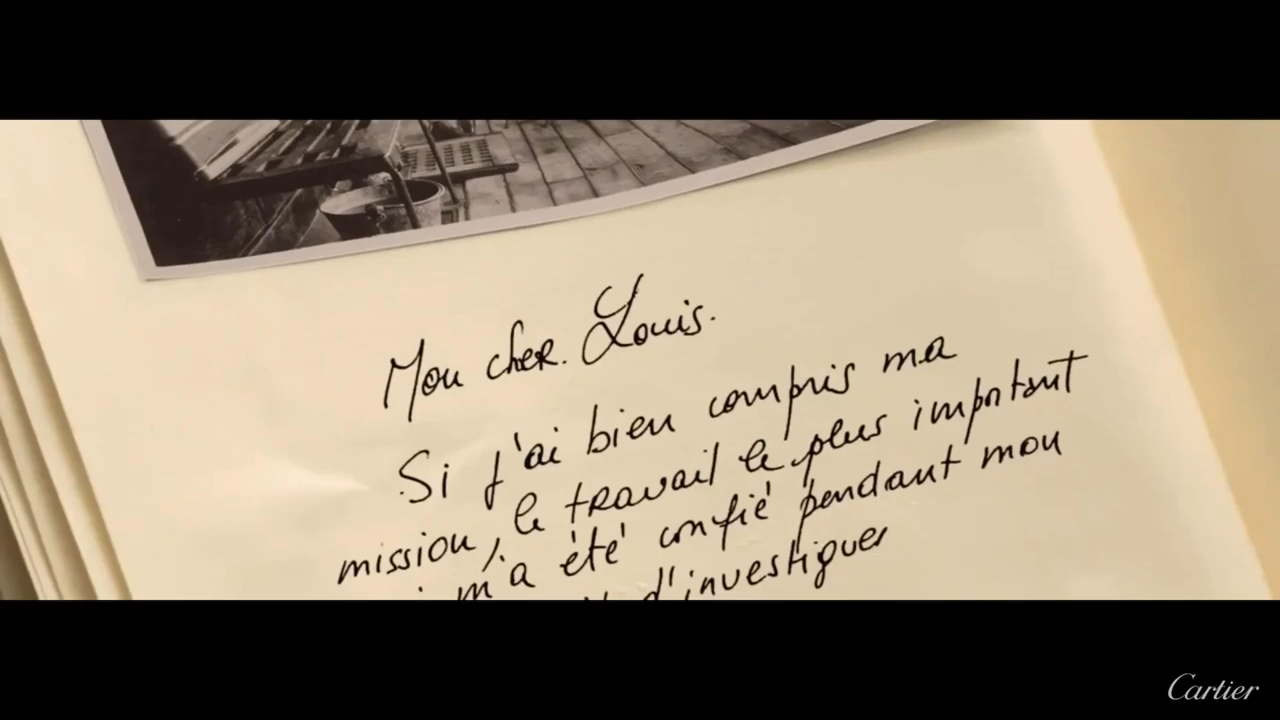 Mon cher. Louis.
Si j'ai bien compris ma
mission, le travail le plus important
m'a été confié pendant mon
d'investiguer
Cartier